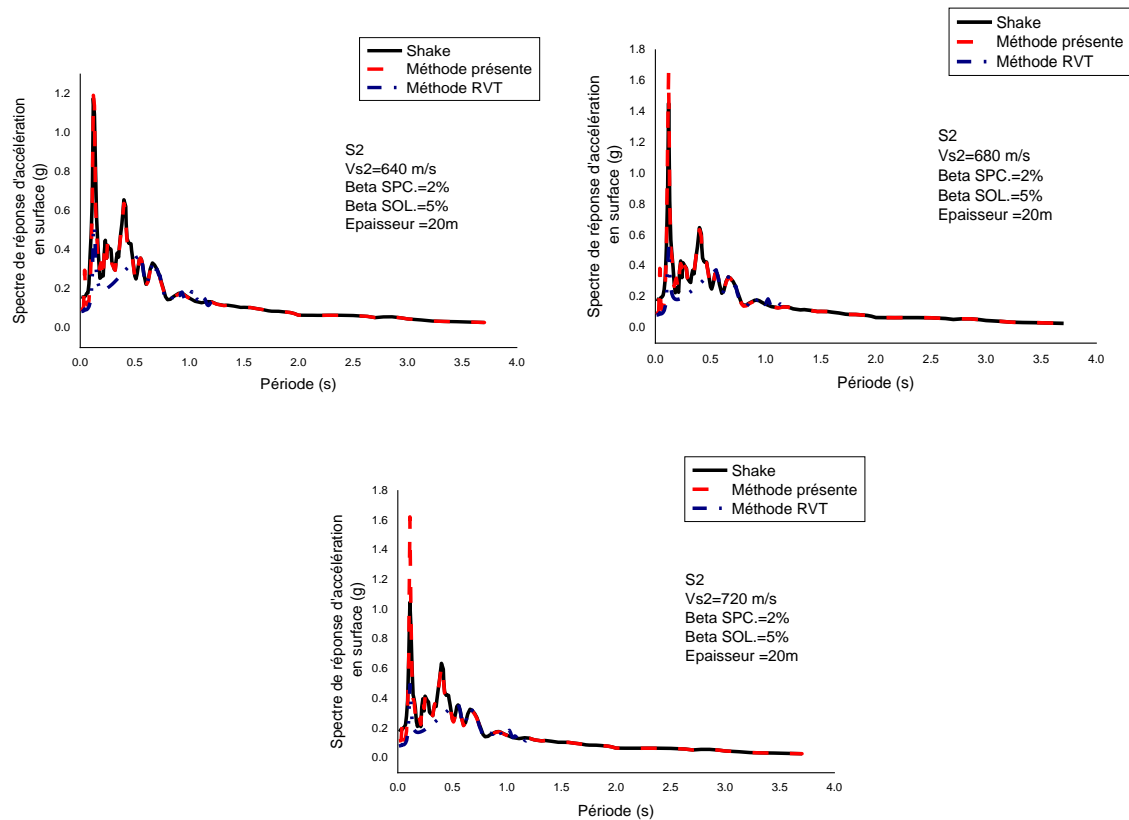 Shake
Méthode présente
Méthode RVT
S2
Vs2=640 m/s
Beta SPC.=2%
Beta SOL.=5%
Epaisseur =20m
Spectre de réponse d'accélération
en surface (g)
1.2
1.0
0.8
0.6
0.4
0.2
0.0
0.0 0.5 1.0 1.5 2.0 2.5 3.0 3.5 4.0
Période (s)
Shake
Méthode présente
Méthode RVT
S2
Vs2=680 m/s
Beta SPC.=2%
Beta SOL.=5%
Epaisseur =20m
Spectre de réponse d'accélération
en surface (g)
1.8
1.6
1.4
1.2
1.0
0.8
0.6
0.4
0.2
0.0
0.0 0.5 1.0 1.5 2.0 2.5 3.0 3.5 4.0
Période (s)
Shake
Méthode présente
Méthode RVT
S2
Vs2=720 m/s
Beta SPC.=2%
Beta SOL.=5%
Epaisseur =20m
Spectre de réponse d'accélération
en surface (g)
1.8
1.6
1.4
1.2
1.0
0.8
0.6
0.4
0.2
0.0
0.0 0.5 1.0 1.5 2.0 2.5 3.0 3.5 4.0
Période (s)